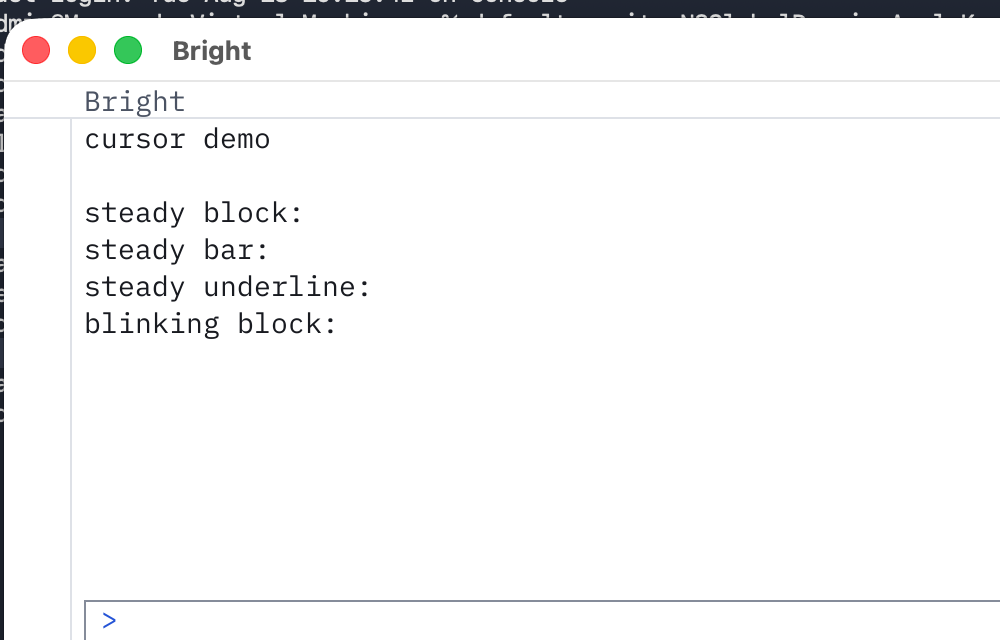 Bright
Bright
cursor demo
steady block:
steady bar:
steady underline:
blinking block:
>